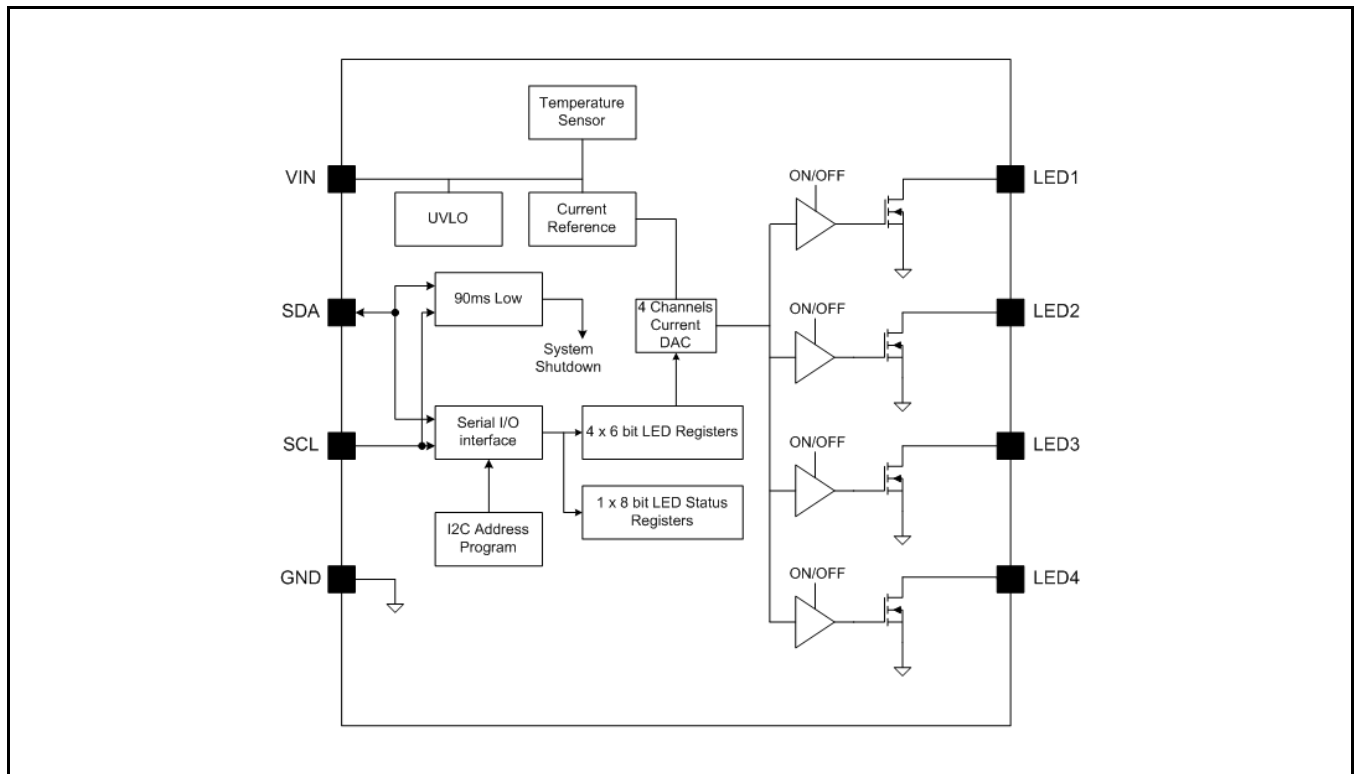 Temperature
Sensor
VIN
UVLO
Current
Reference
ON/OFF
LED1
SDA
90ms Low
System
Shutdown
4 Channels
Current
DAC
ON/OFF
LED2
SCL
Serial I/O
interface
4 x 6 bit LED Registers
ON/OFF
LED3
1 x 8 bit LED Status
Registers
I2C Address
Program
GND
ON/OFF
LED4